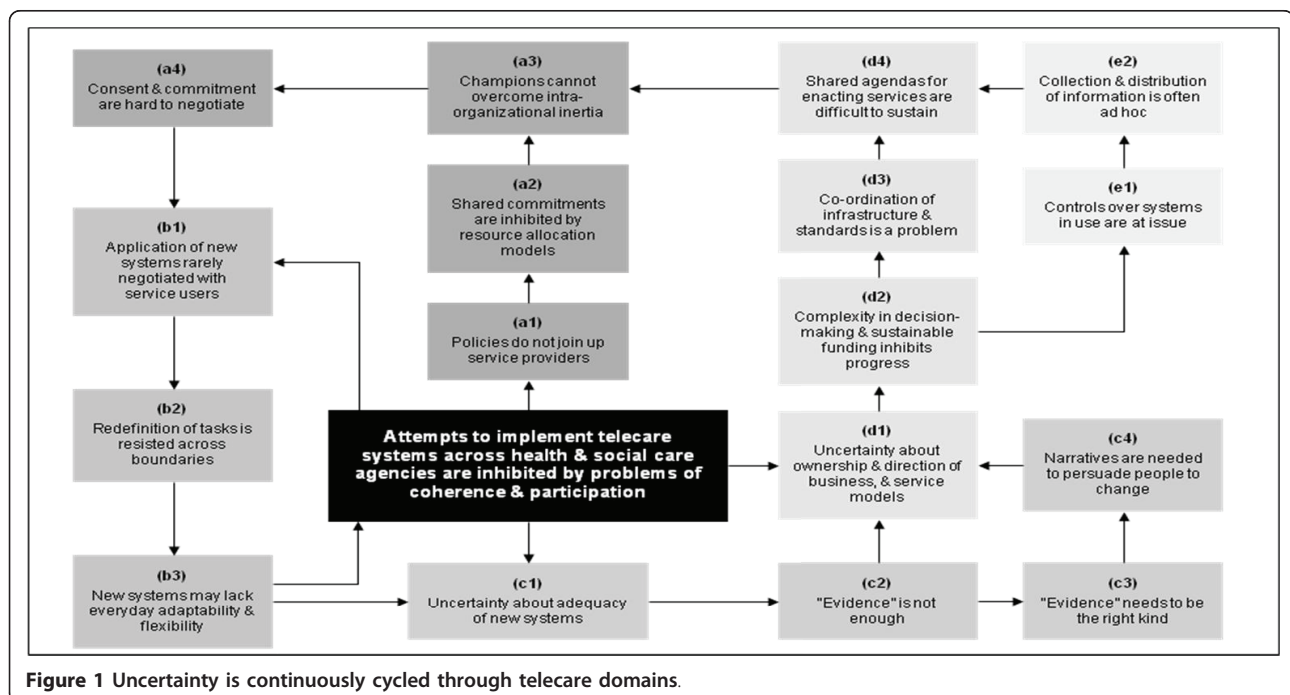 (a4)
Consent & commitment
are hard to negotiate
(a3)
Champions cannot
overcome intra-
organizational inertia
(d4)
Shared agendas for
enacting services are
difficult to sustain
(e2)
Collection & distribution
of information is often
ad hoc
(a2)
Shared commitments
are inhibited by
resource allocation
models
(d3)
Co-ordination of
infrastructure &
standards is a problem
(e1)
Controls over systems
in use are at issue
(b1)
Application of new
systems rarely
negotiated with
service users
(a1)
Policies do not join up
service providers
(d2)
Complexity in decision-
making & sustainable
funding inhibits
progress
(b2)
Redefinition of tasks is
resisted across
boundaries
Attempts to implement telecare
systems across health & social care
agencies are inhibited by problems of
coherence & participation
(d1)
Uncertainty about
ownership & direction of
business, & service
models
(c4)
Narratives are needed
to persuade people to
change
(b3)
New systems may lack
everyday adaptability &
flexibility
(c1)
Uncertainty about adequacy
of new systems
(c2)
"Evidence" is not
enough
(c3)
"Evidence" needs to be
the right kind
Figure 1 Uncertainty is continuously cycled through telecare domains.